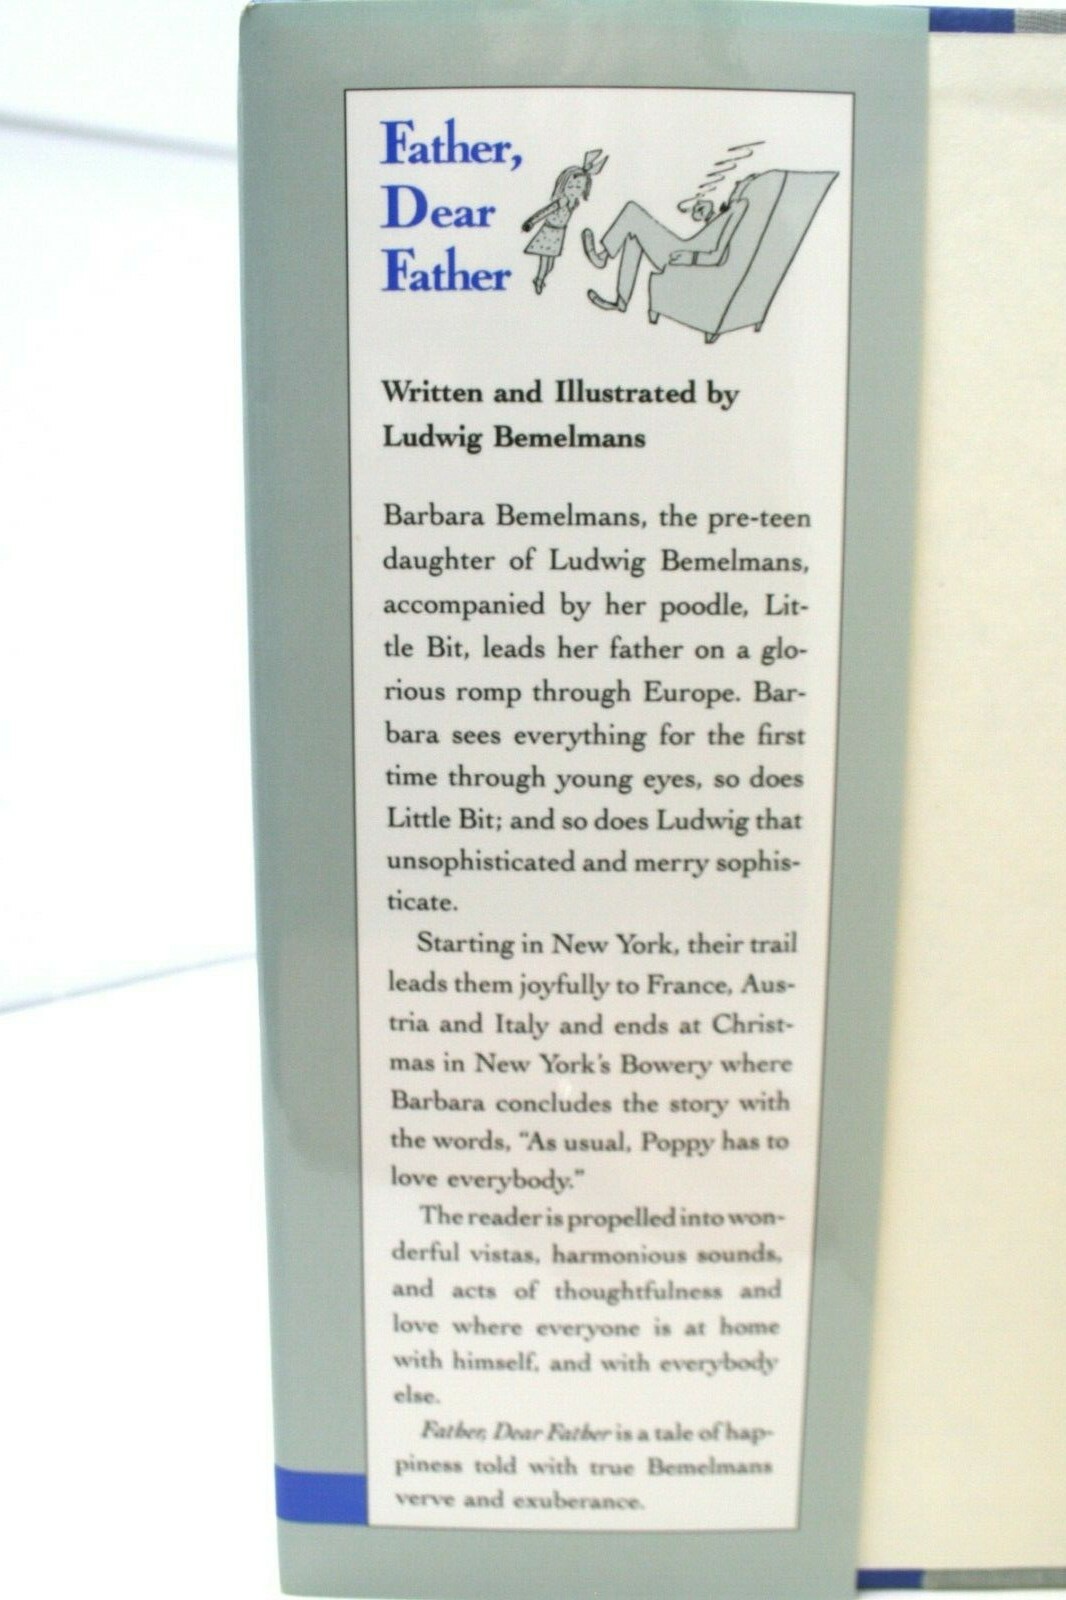 Father,
Dear
Father
Written and Illustrated by
Ludwig Bemelmans
Barbara Bemelmans, the pre-teen
daughter of Ludwig Bemelmans,
accompanied by her poodle, Lit-
tle Bit, leads her father on a glo-
rious romp through Europe. Bar-
bara sees everything for the first
time through young eyes, so does
Little Bit; and so does Ludwig that
unsophisticated and merry sophis-
ticate.
Starting in New York, their trail
leads them joyfully to France, Aus-
tria and Italy and ends at Christ-
mas in New York's Bowery where
Barbara concludes the story with
the words, "As usual, Poppy has to
love everybody."
The reader is propelled into won-
derful vistas, harmonious sounds,
and acts of thoughtfulness and
love where everyone is at home
with himself, and with everybody
else.
Father, Dear Father is a tale of hap-
piness told with true Bemelmans
verve and exuberance.